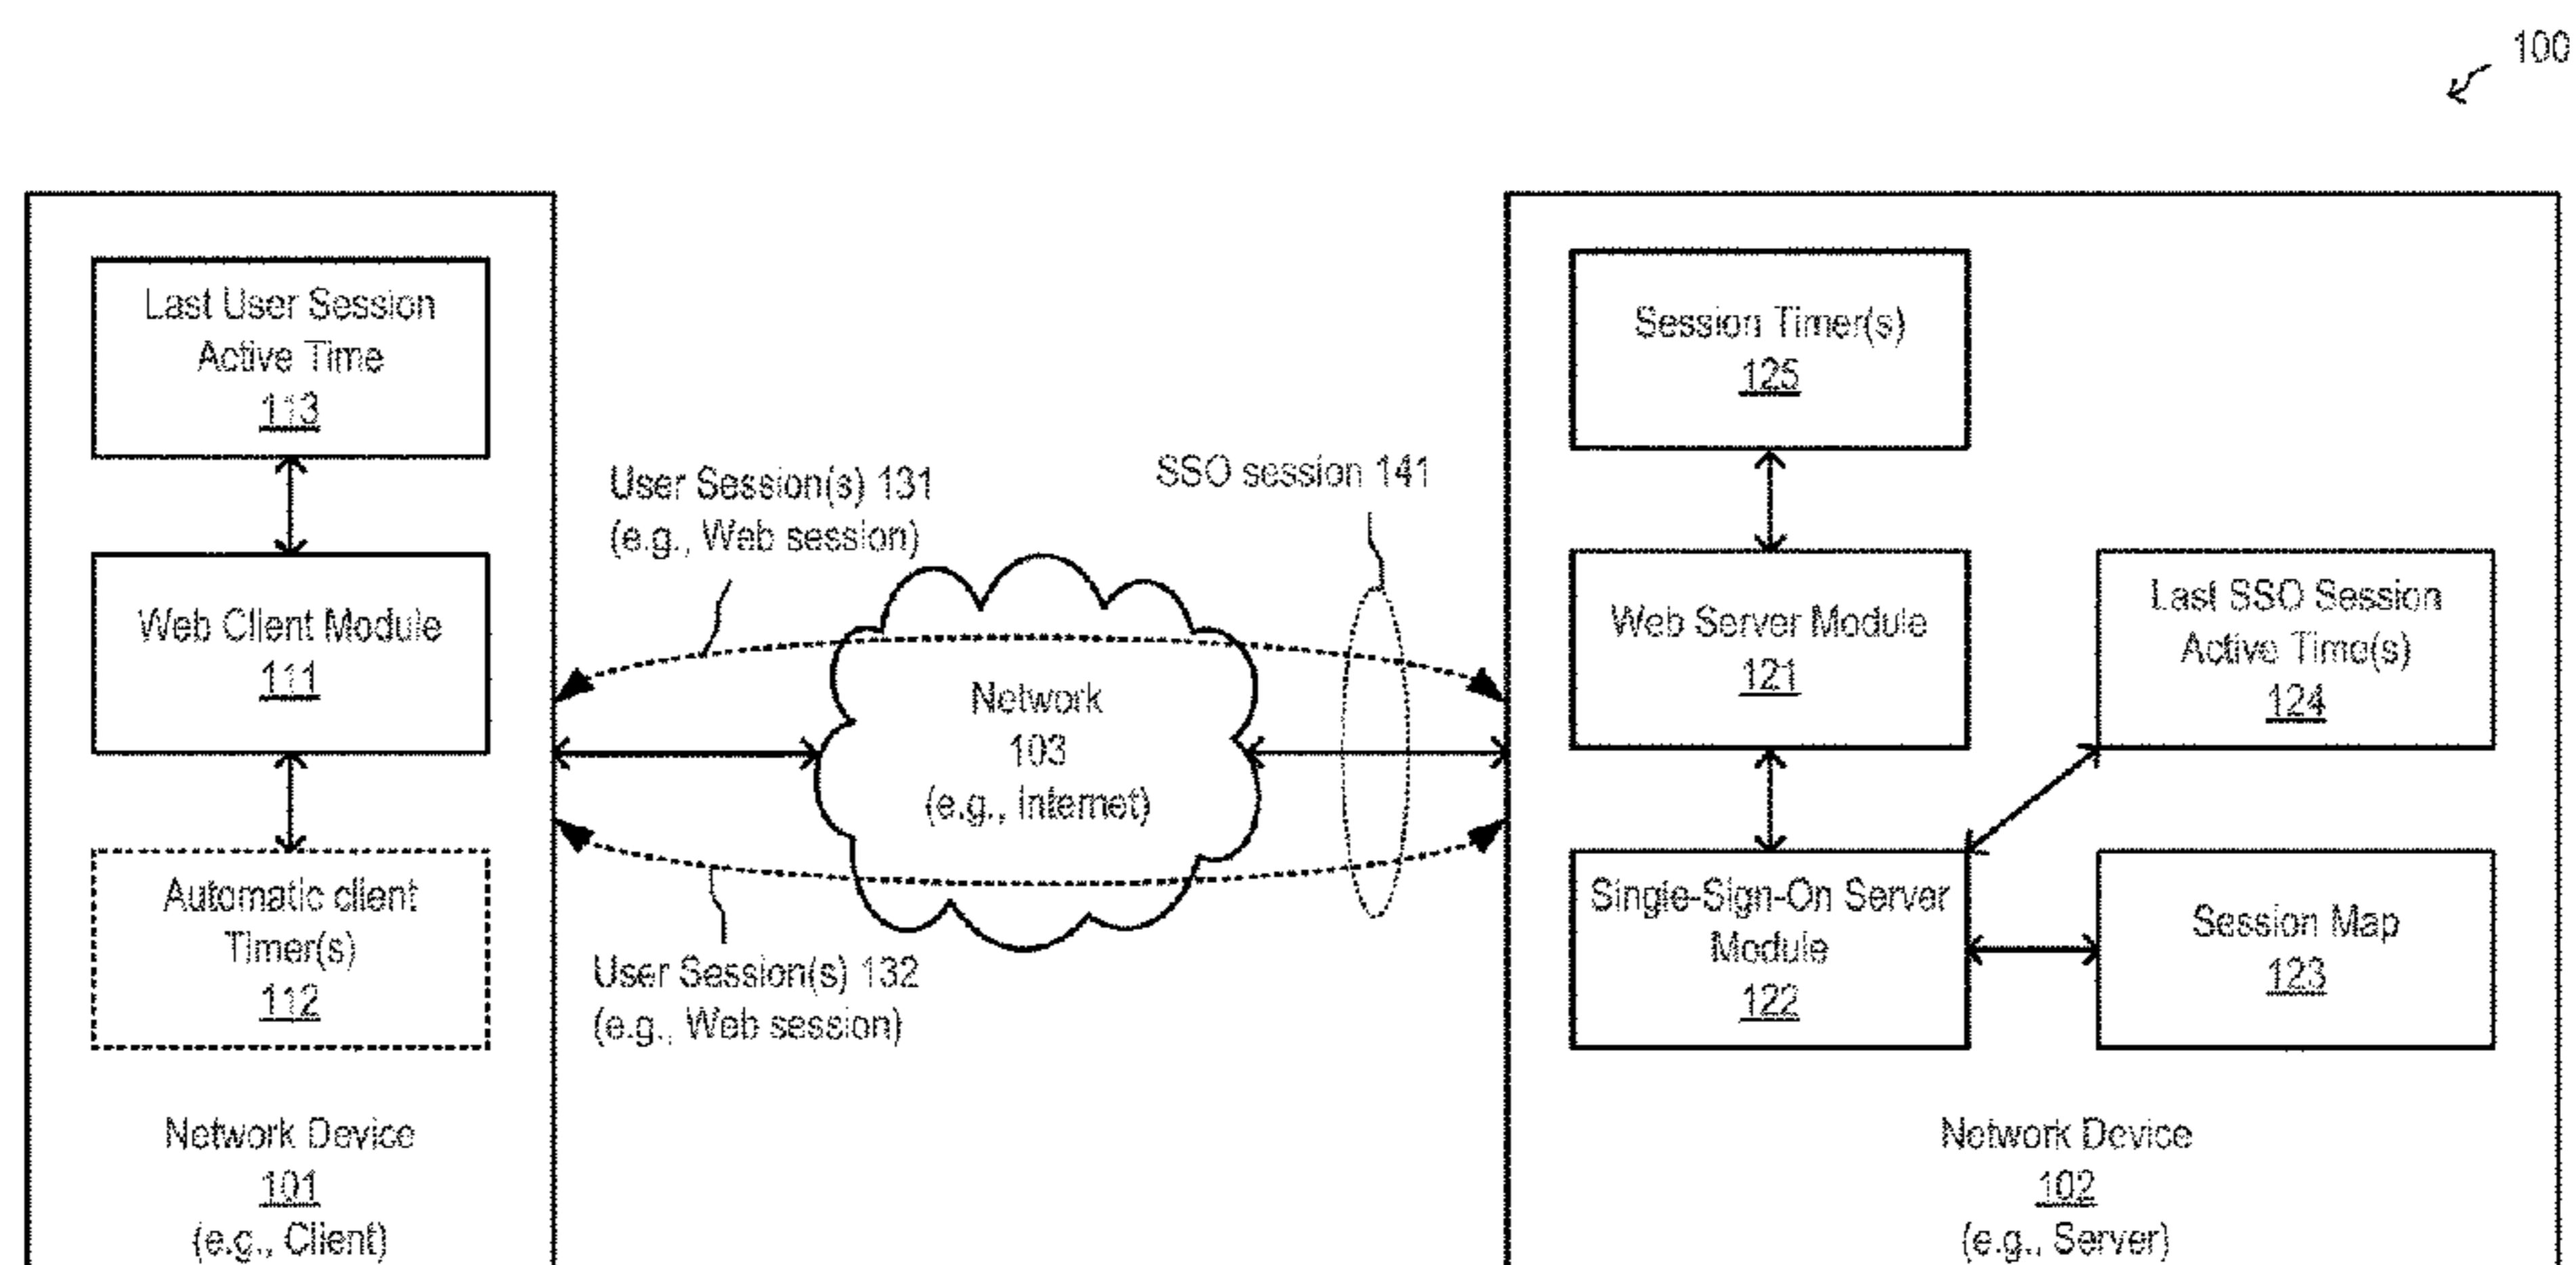 100
Last User Session
Active Time
113
Web Client Module
111
Automatic client
Timer(s)
112
Network Device
101
(e.g., Client)
User Session(s) 131
(e.g., Web session)
SSO session 141
Network
103
(e.g., Internet)
User Session(s) 132
(e.g., Web session)
Session Timer(s)
125
Web Server Module
121
Last SSO Session
Active Time(s)
124
Single-Sign-On Server
Module
122
Session Map
123
Network Device
102
(e.g., Server)